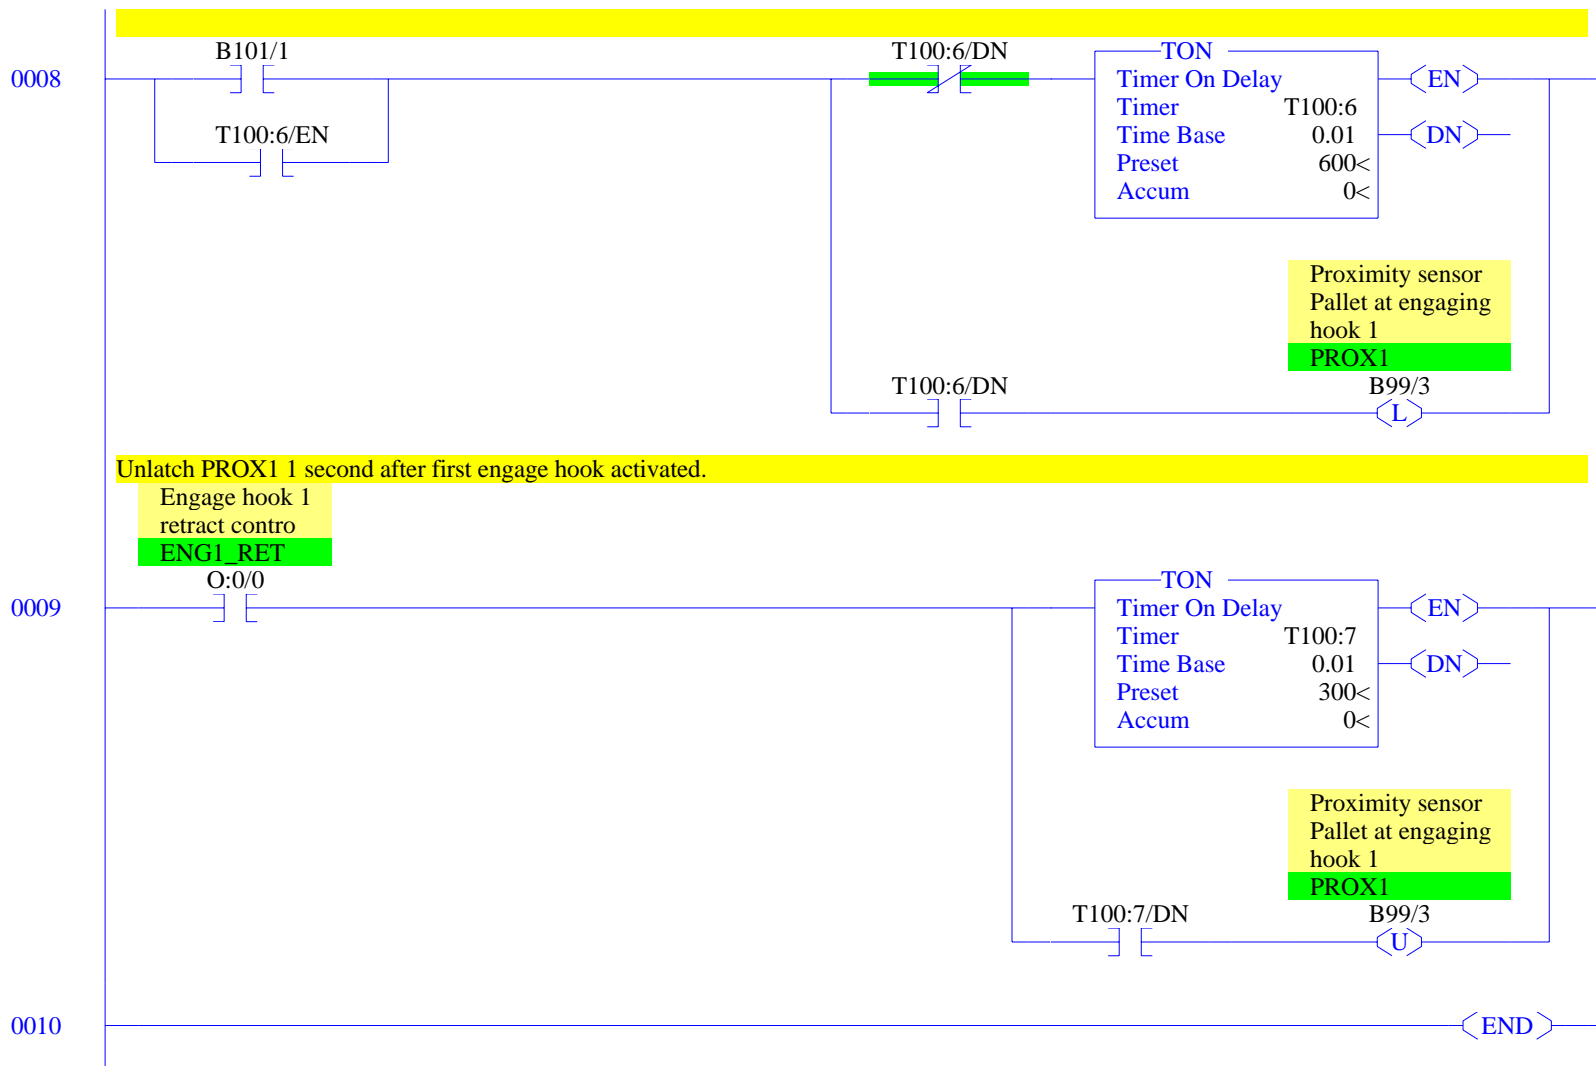 B101/1
T100:6/DN
TON
0008
Timer On Delay
EN
Timer T100:6
T100:6/EN
Time Base 0.01
DN
Preset 600<
Accum 0<
Proximity sensor
Pallet at engaging
hook 1
PROX1
T100:6/DN
B99/3
L
Unlatch PROX1 1 second after first engage hook activated.
Engage hook 1
retract contro
ENG1_RET
O:0/0
TON
0009
Timer On Delay
EN
Timer T100:7
Time Base 0.01
DN
Preset 300<
Accum 0<
Proximity sensor
Pallet at engaging
hook 1
PROX1
T100:7/DN
B99/3
U
0010
END